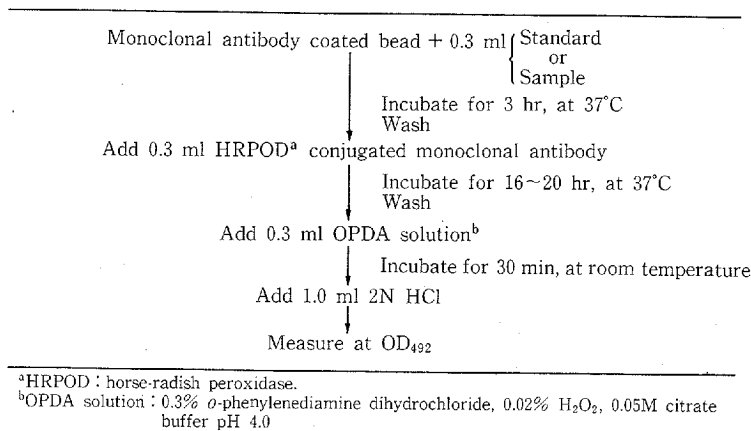 Monoclonal antibody coated bead + 0.3 ml { Standard
or
Sample
Incubate for 3 hr, at 37°C
Wash
Add 0.3 ml HRPODᵃ conjugated monoclonal antibody
Incubate for 16~20 hr, at 37°C
Wash
Add 0.3 ml OPDA solutionᵇ
Incubate for 30 min, at room temperature
Add 1.0 ml 2N HCl
Measure at OD₄₉₂
ᵃHRPOD : horse-radish peroxidase.
ᵇOPDA solution : 0.3% o-phenylenediamine dihydrochloride, 0.02% H₂O₂, 0.05M citrate
buffer pH 4.0